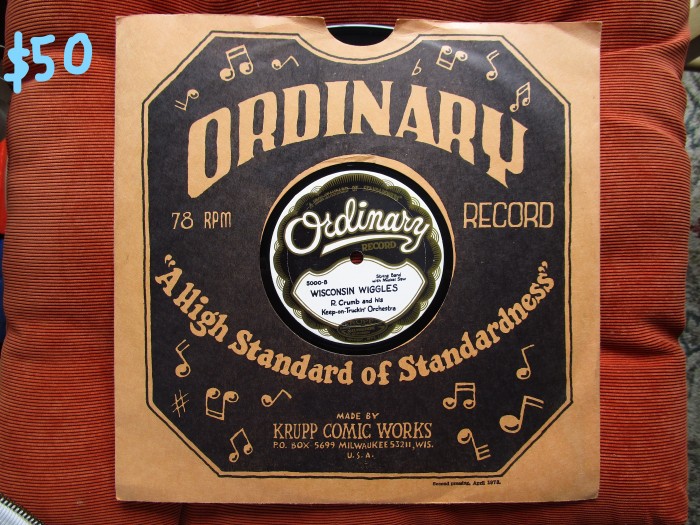 $50
ORDINARY
78 RPM
RECORD
Ordinary
RECORD
5000-B
String Band
with Musical Saw
WISCONSIN WIGGLES
R. Crumb and his
Keep-on-Truckin' Orchestra
"A High Standard of Standardness"
MADE BY
KRUPP COMIC WORKS
P.O. BOX 5699 MILWAUKEE 53211, WIS.
U.S.A.
Second pressing, April 1973.